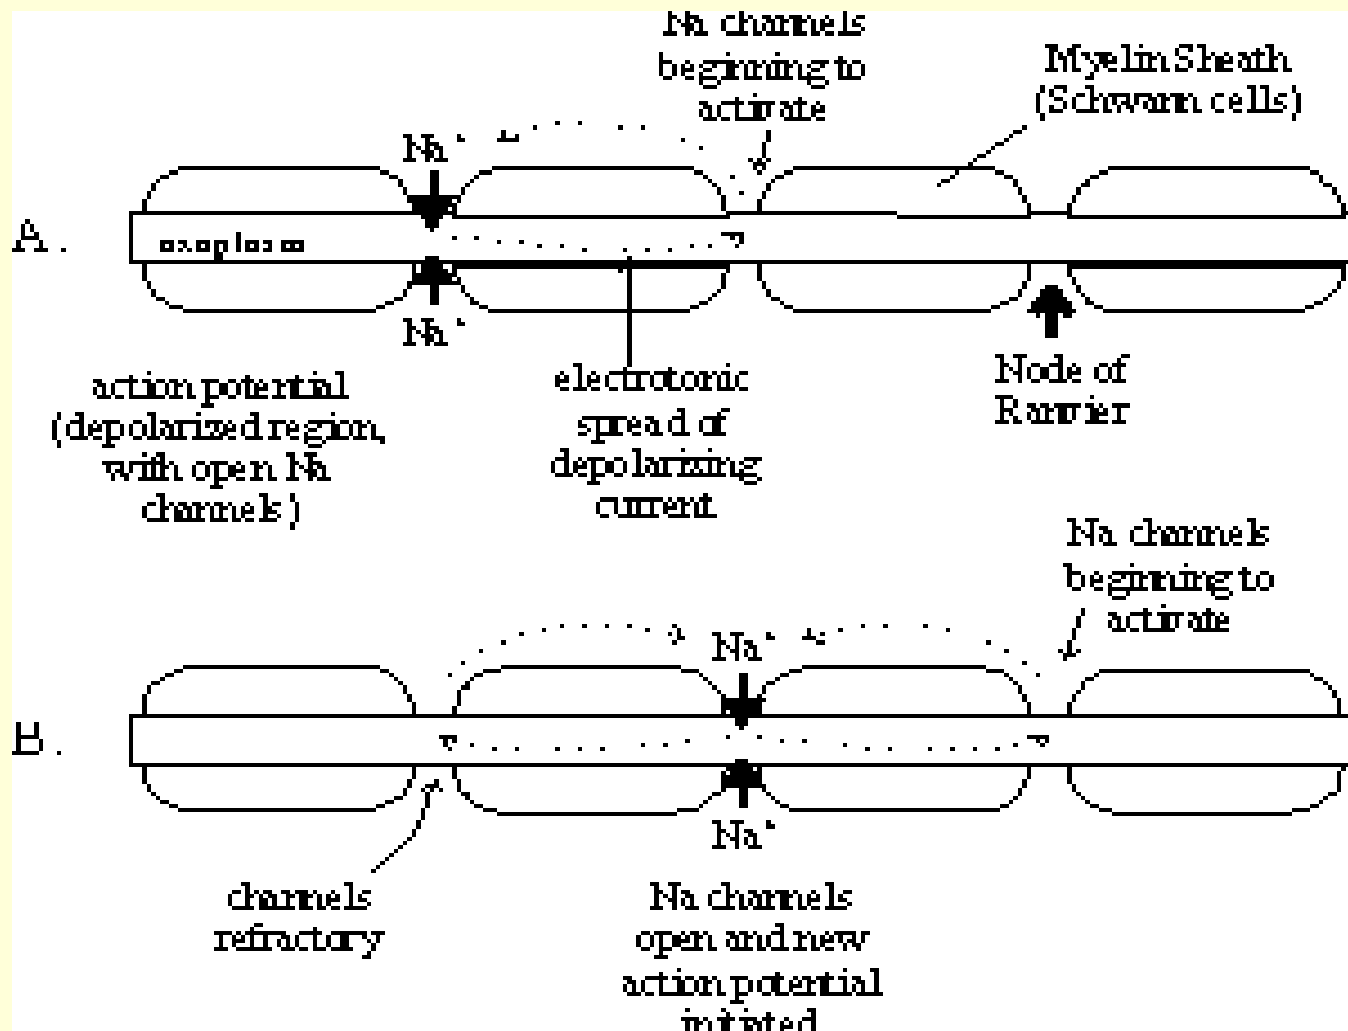 Na channels
beginning to
activate
Myelin Sheath
(Schwann cells)
Na⁺
A.
axoplasm
Na⁺
action potential
(depolarized region,
with open Na
channels)
electrotonic
spread of
depolarizing
current
Node of
Ranvier
Na channels
beginning to
activate
Na⁺
B.
Na⁺
channels
refractory
Na channels
open and new
action potential
initiated